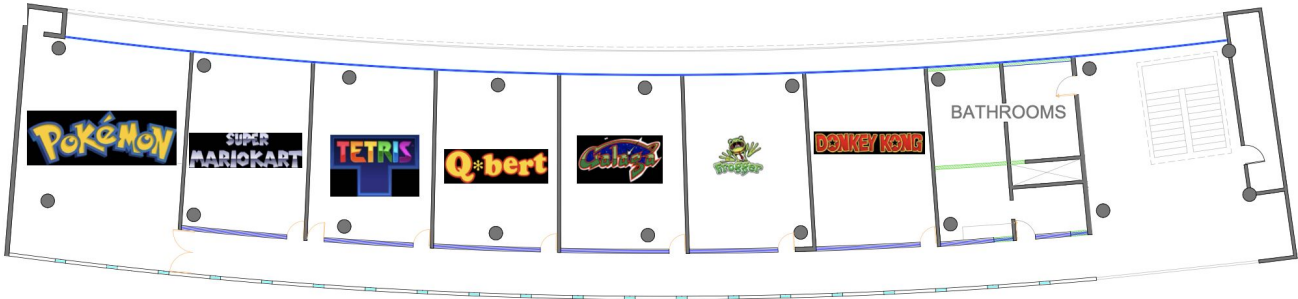 POKéMON
SUPER
MARIOKART
TETRIS
Q*bert
Galaga
Frogger
DONKEY KONG
BATHROOMS